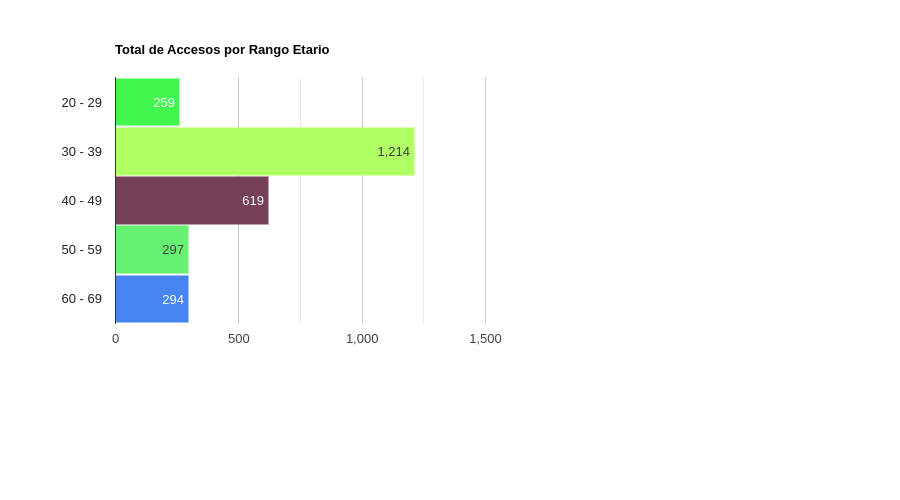 Total de Accesos por Rango Etario
20 - 29 259
30 - 39 1,214
40 - 49 619
50 - 59 297
60 - 69 294
0 500 1,000 1,500